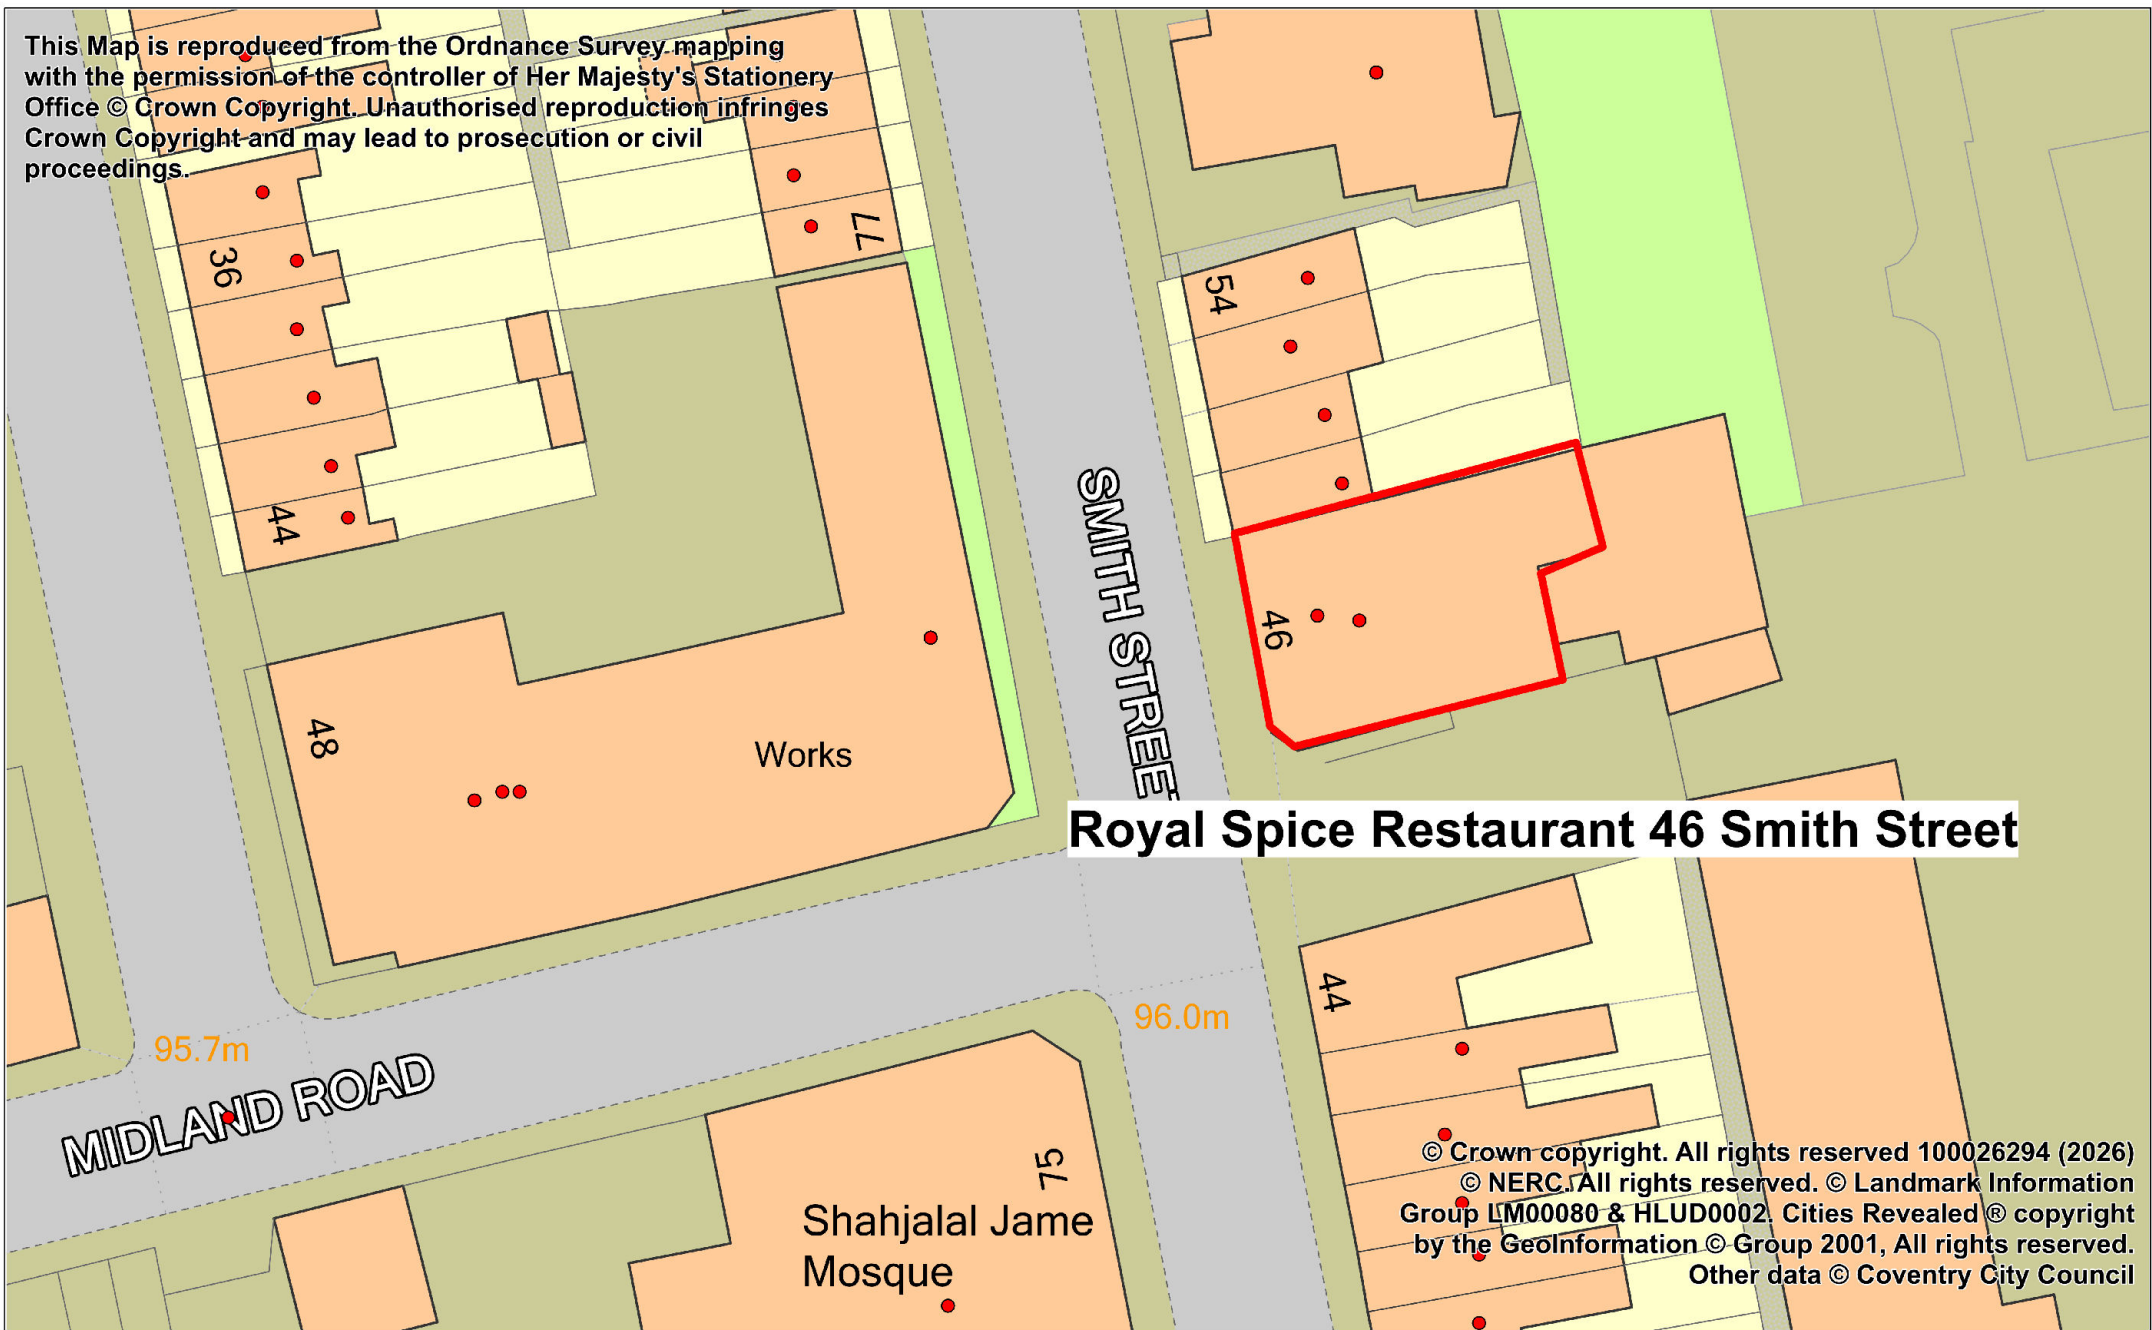 This Map is reproduced from the Ordnance Survey mapping
with the permission of the controller of Her Majesty's Stationery
Office © Crown Copyright. Unauthorised reproduction infringes
Crown Copyright and may lead to prosecution or civil
proceedings.
77
36
54
44
SMITH STREET
46
48
Works
Royal Spice Restaurant 46 Smith Street
44
96.0m
95.7m
MIDLAND ROAD
75
Shahjalal Jame
Mosque
© Crown copyright. All rights reserved 100026294 (2026)
© NERC. All rights reserved. © Landmark Information
Group LM00080 & HLUD0002. Cities Revealed ® copyright
by the GeoInformation © Group 2001, All rights reserved.
Other data © Coventry City Council